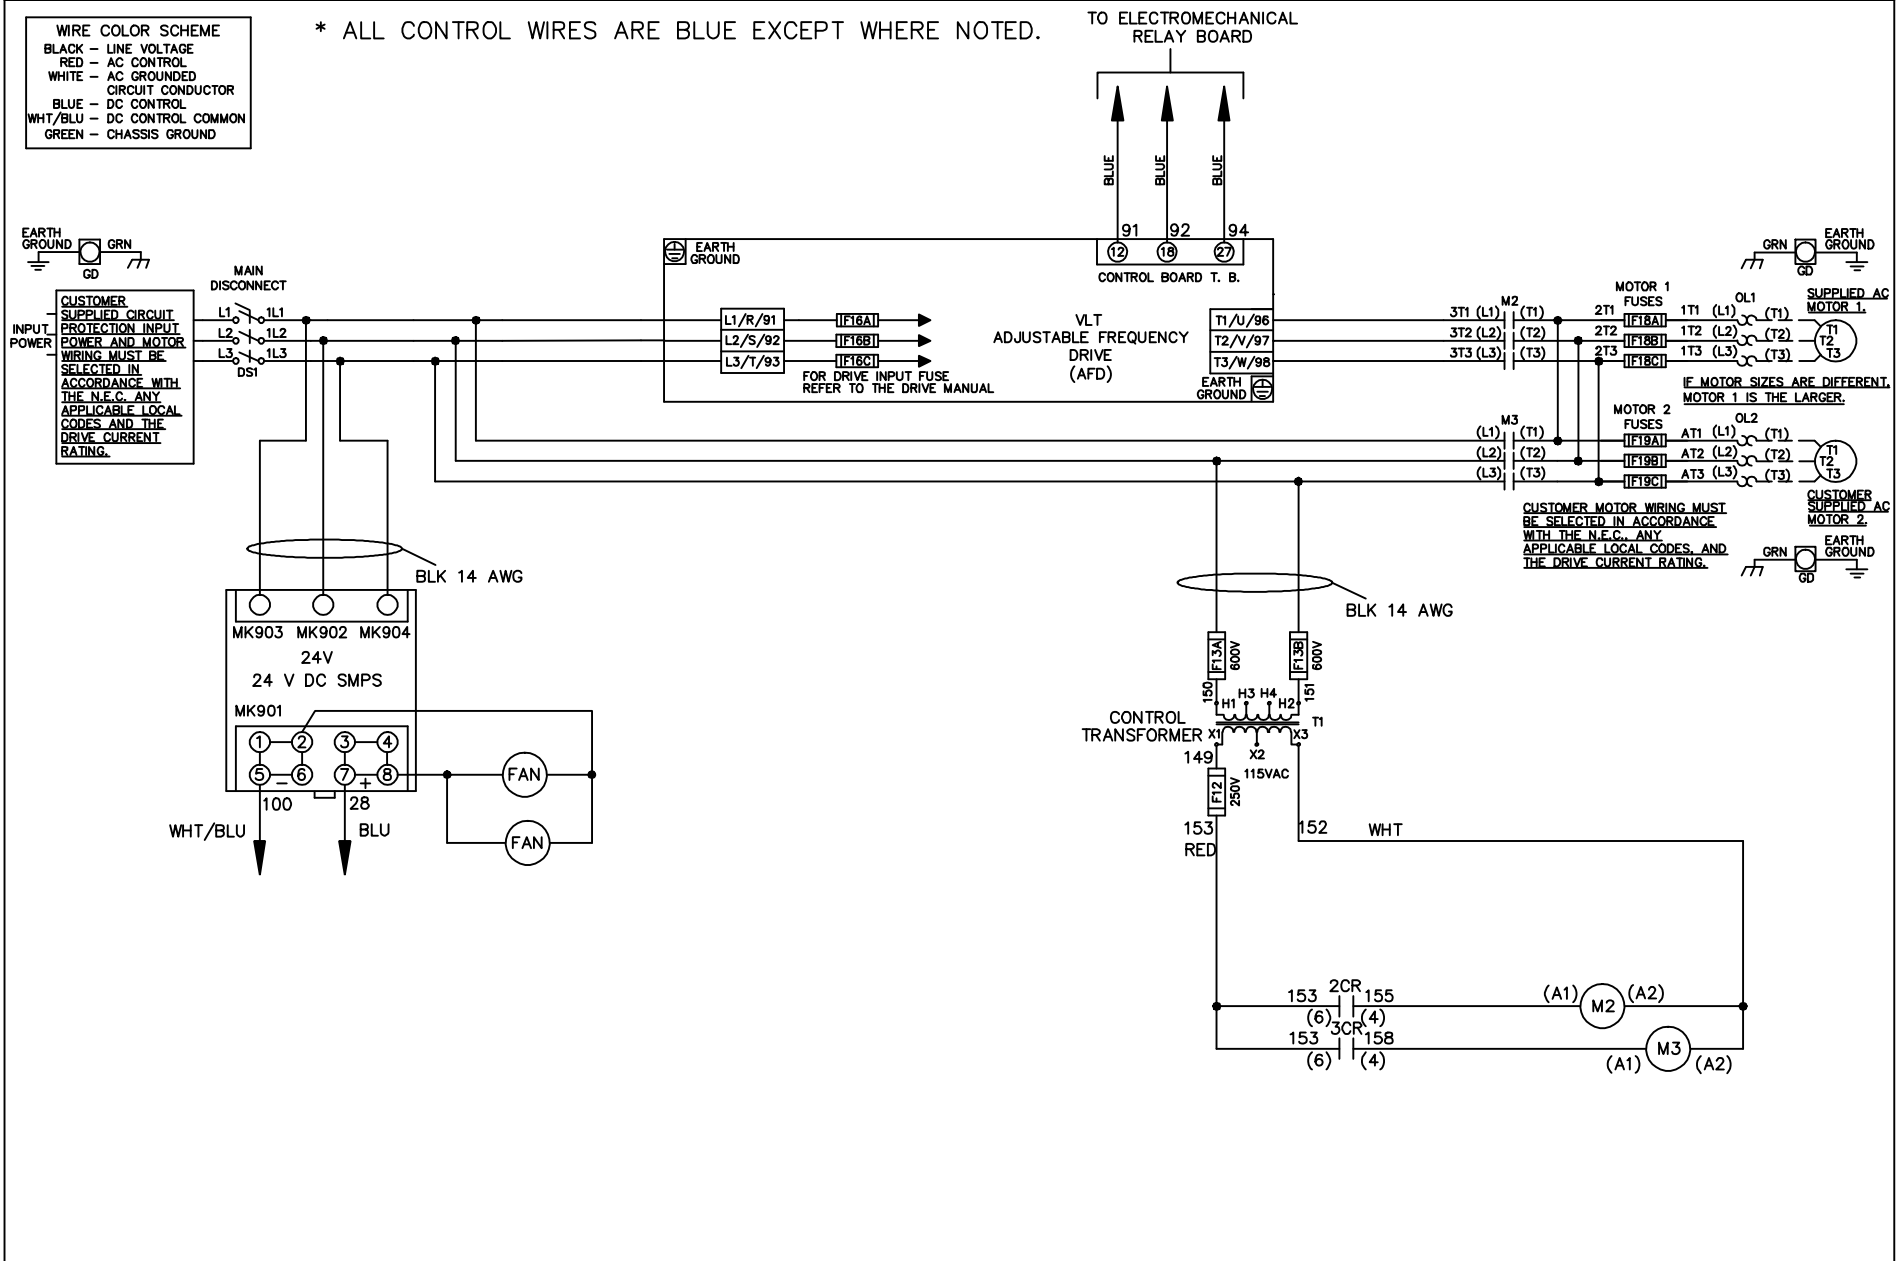 WIRE COLOR SCHEME
BLACK – LINE VOLTAGE
RED – AC CONTROL
WHITE – AC GROUNDED
CIRCUIT CONDUCTOR
BLUE – DC CONTROL
WHT/BLU – DC CONTROL COMMON
GREEN – CHASSIS GROUND
* ALL CONTROL WIRES ARE BLUE EXCEPT WHERE NOTED.
TO ELECTROMECHANICAL
RELAY BOARD
BLUE
BLUE
BLUE
91 92 94
12 18 27
CONTROL BOARD T. B.
EARTH
GROUND
GRN
GD
MAIN
DISCONNECT
INPUT
POWER
CUSTOMER
SUPPLIED CIRCUIT
PROTECTION INPUT
POWER AND MOTOR
WIRING MUST BE
SELECTED IN
ACCORDANCE WITH
THE N.E.C. ANY
APPLICABLE LOCAL
CODES AND THE
DRIVE CURRENT
RATING.
L1 1L1
L2 1L2
L3 1L3
DS1
EARTH
GROUND
L1/R/91
L2/S/92
L3/T/93
F16A
F16B
F16C
FOR DRIVE INPUT FUSE
REFER TO THE DRIVE MANUAL
VLT
ADJUSTABLE FREQUENCY
DRIVE
(AFD)
T1/U/96
T2/V/97
T3/W/98
EARTH
GROUND
M2
3T1 (L1) (T1) 2T1
3T2 (L2) (T2) 2T2
3T3 (L3) (T3) 2T3
MOTOR 1
FUSES
F18A
F18B
F18C
OL1
1T1 (L1) (T1)
1T2 (L2) (T2)
1T3 (L3) (T3)
GRN
EARTH
GROUND
GD
SUPPLIED AC
MOTOR 1.
T1
T2
T3
IF MOTOR SIZES ARE DIFFERENT,
MOTOR 1 IS THE LARGER.
M3
(L1) (T1)
(L2) (T2)
(L3) (T3)
MOTOR 2
FUSES
F19A
F19B
F19C
OL2
AT1 (L1) (T1)
AT2 (L2) (T2)
AT3 (L3) (T3)
T1
T2
T3
CUSTOMER
SUPPLIED AC
MOTOR 2.
CUSTOMER MOTOR WIRING MUST
BE SELECTED IN ACCORDANCE
WITH THE N.E.C., ANY
APPLICABLE LOCAL CODES, AND
THE DRIVE CURRENT RATING.
GRN
EARTH
GROUND
GD
BLK 14 AWG
MK903 MK902 MK904
24V
24 V DC SMPS
MK901
1 2 3 4
5 – 6 7 + 8
100 28
WHT/BLU
BLU
FAN
FAN
BLK 14 AWG
F13A
600V
F13B
600V
150
151
H1 H3 H4 H2
T1
CONTROL
TRANSFORMER
X1 X2 X3
115VAC
149
F12
250V
153
RED
152
WHT
153 2CR 155
(6) (4)
(A1) M2 (A2)
153 3CR 158
(6) (4)
(A1) M3 (A2)